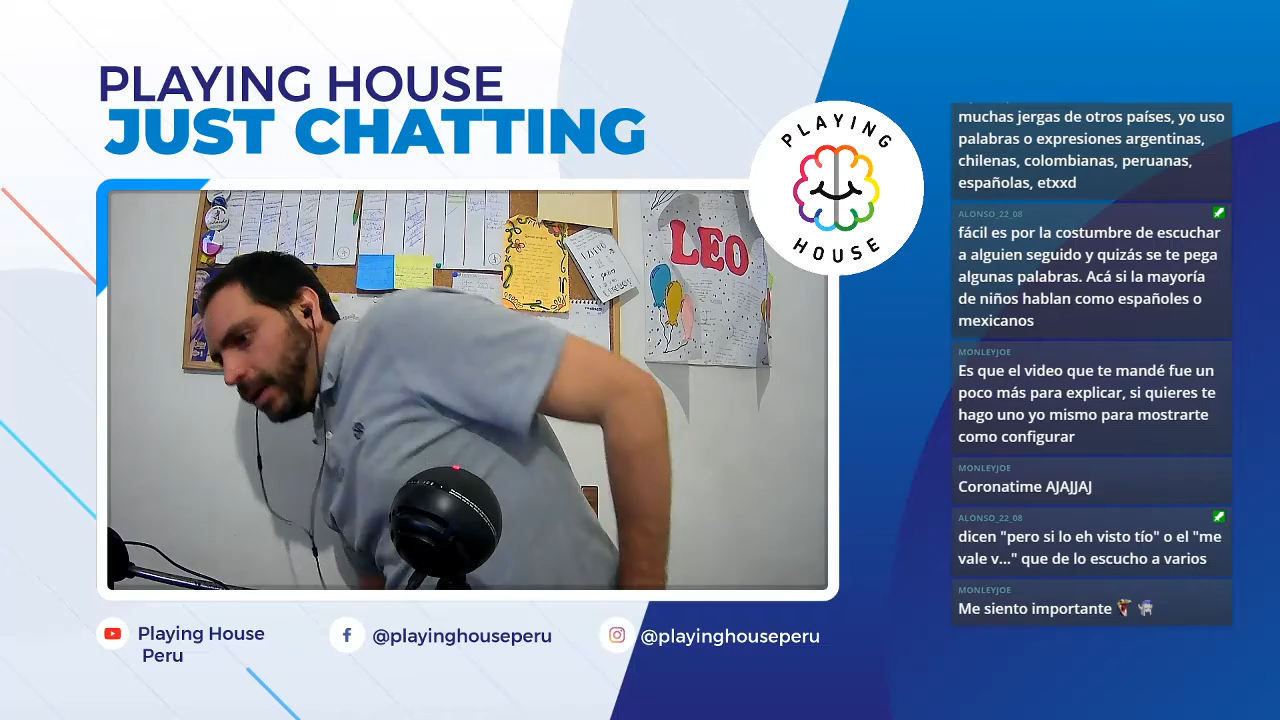 PLAYING HOUSE
JUST CHATTING
PLAYING
HOUSE
LEO
muchas jergas de otros países, yo uso
palabras o expresiones argentinas,
chilenas, colombianas, peruanas,
españolas, etxxd
ALONSO_22_08
fácil es por la costumbre de escuchar
a alguien seguido y quizás se te pega
algunas palabras. Acá si la mayoría
de niños hablan como españoles o
mexicanos
MONLEYJOE
Es que el video que te mandé fue un
poco más para explicar, si quieres te
hago uno yo mismo para mostrarte
como configurar
MONLEYJOE
Coronatime AJAJJAJ
ALONSO_22_08
dicen "pero si lo eh visto tío" o el "me
vale v..." que de lo escucho a varios
MONLEYJOE
Me siento importante
Playing House
Peru
@playinghouseperu
@playinghouseperu